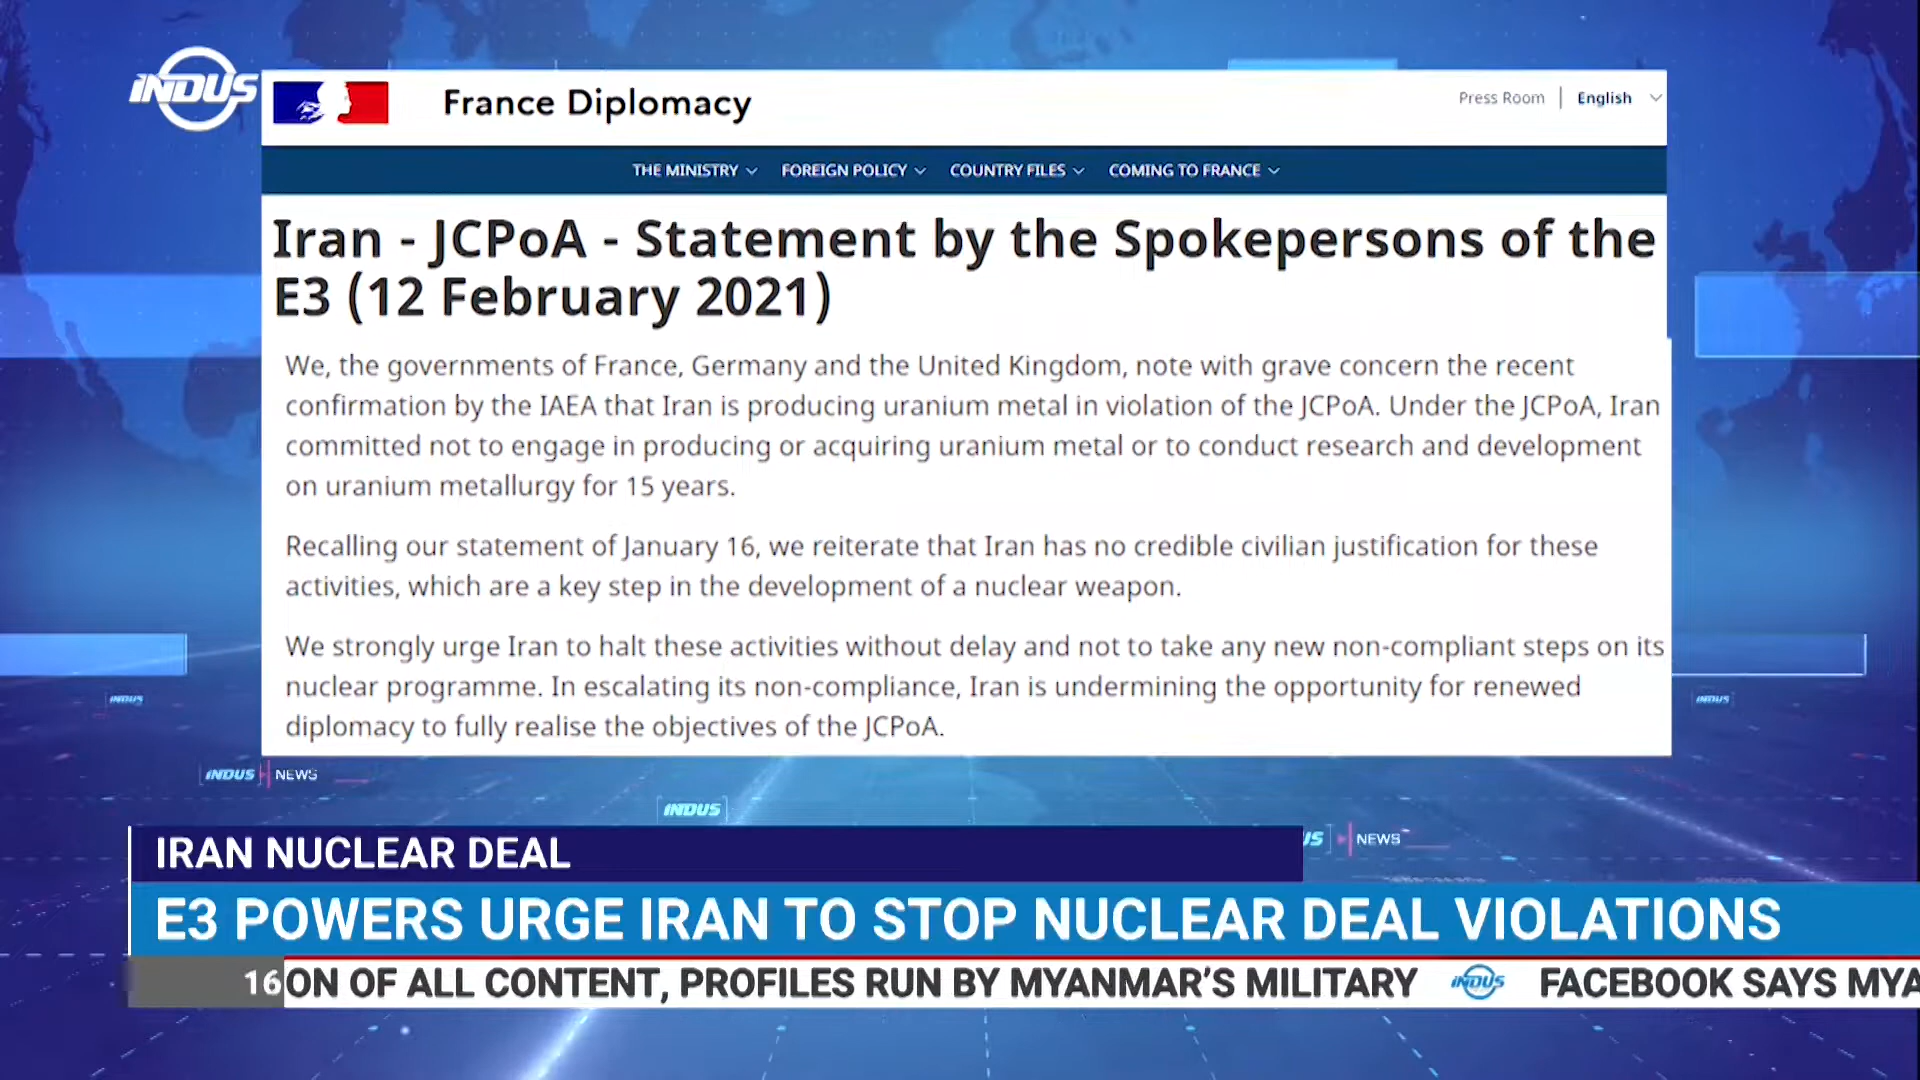 INDUS
France Diplomacy
Press Room | English
THE MINISTRY FOREIGN POLICY COUNTRY FILES COMING TO FRANCE
Iran - JCPoA - Statement by the Spokepersons of the
E3 (12 February 2021)
We, the governments of France, Germany and the United Kingdom, note with grave concern the recent
confirmation by the IAEA that Iran is producing uranium metal in violation of the JCPoA. Under the JCPoA, Iran
committed not to engage in producing or acquiring uranium metal or to conduct research and development
on uranium metallurgy for 15 years.
Recalling our statement of January 16, we reiterate that Iran has no credible civilian justification for these
activities, which are a key step in the development of a nuclear weapon.
We strongly urge Iran to halt these activities without delay and not to take any new non-compliant steps on its
nuclear programme. In escalating its non-compliance, Iran is undermining the opportunity for renewed
diplomacy to fully realise the objectives of the JCPoA.
INDUS
INDUS
INDUS NEWS
INDUS
US NEWS
IRAN NUCLEAR DEAL
E3 POWERS URGE IRAN TO STOP NUCLEAR DEAL VIOLATIONS
16 ON OF ALL CONTENT, PROFILES RUN BY MYANMAR'S MILITARY INDUS FACEBOOK SAYS MYA